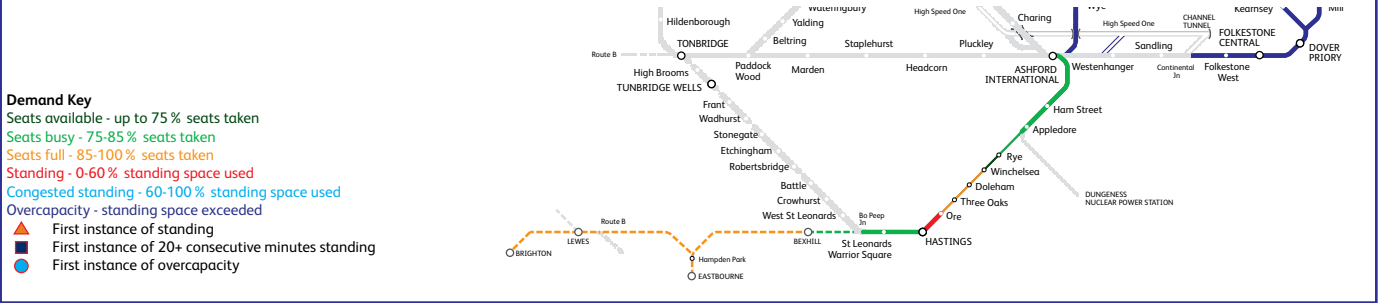 Wateringbury
Hildenborough
Yalding
High Speed One
Charing
Wye
High Speed One
CHANNEL
TUNNEL
Kearsney
Mill
TONBRIDGE
Beltring
Staplehurst
Pluckley
Sandling
FOLKESTONE
CENTRAL
DOVER
PRIORY
Route B
High Brooms
Paddock
Wood
Marden
Headcorn
ASHFORD
INTERNATIONAL
Westenhanger
Continental
Jn
Folkestone
West
TUNBRIDGE WELLS
Demand Key
Seats available - up to 75 % seats taken
Seats busy - 75-85 % seats taken
Seats full - 85-100 % seats taken
Standing - 0-60 % standing space used
Congested standing - 60-100 % standing space used
Overcapacity - standing space exceeded
First instance of standing
First instance of 20+ consecutive minutes standing
First instance of overcapacity
Frant
Wadhurst
Stonegate
Etchingham
Robertsbridge
Battle
Crowhurst
West St Leonards
Bo Peep
Jn
Ham Street
Appledore
Rye
Winchelsea
Doleham
Three Oaks
Ore
DUNGENESS
NUCLEAR POWER STATION
Route B
BRIGHTON
LEWES
Hampden Park
EASTBOURNE
BEXHILL
St Leonards
Warrior Square
HASTINGS